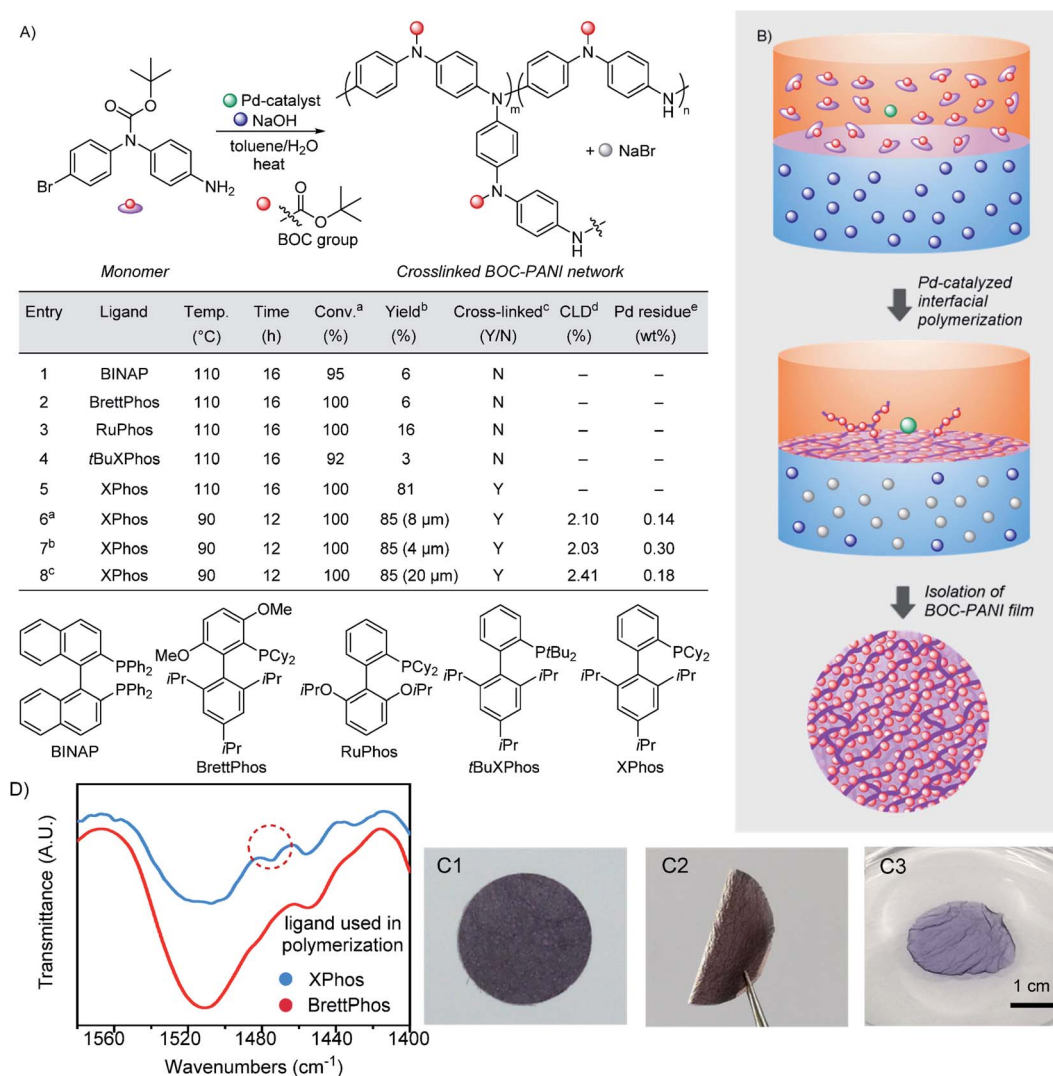 A)
O
O
N
Br
NH2
Pd-catalyst
NaOH
toluene/H2O
heat
O
O
BOC group
N
N
N
m
N
H
n
N
N
H
+ NaBr
Monomer
Crosslinked BOC-PANI network
Entry Ligand Temp. Time Conv.a Yieldb Cross-linkedc CLDd Pd residuee
(°C) (h) (%) (%) (Y/N) (%) (wt%)
1 BINAP 110 16 95 6 N – –
2 BrettPhos 110 16 100 6 N – –
3 RuPhos 110 16 100 16 N – –
4 tBuXPhos 110 16 92 3 N – –
5 XPhos 110 16 100 81 Y – –
6a XPhos 90 12 100 85 (8 µm) Y 2.10 0.14
7b XPhos 90 12 100 85 (4 µm) Y 2.03 0.30
8c XPhos 90 12 100 85 (20 µm) Y 2.41 0.18
PPh2
PPh2
BINAP
OMe
MeO PCy2
iPr iPr
iPr
BrettPhos
PCy2
iPrO OiPr
RuPhos
PtBu2
iPr iPr
iPr
tBuXPhos
PCy2
iPr iPr
iPr
XPhos
B)
Pd-catalyzed
interfacial
polymerization
Isolation of
BOC-PANI film
D)
Transmittance (A.U.)
ligand used in
polymerization
XPhos
BrettPhos
1560 1520 1480 1440 1400
Wavenumbers (cm-1)
C1
C2
C3
1 cm